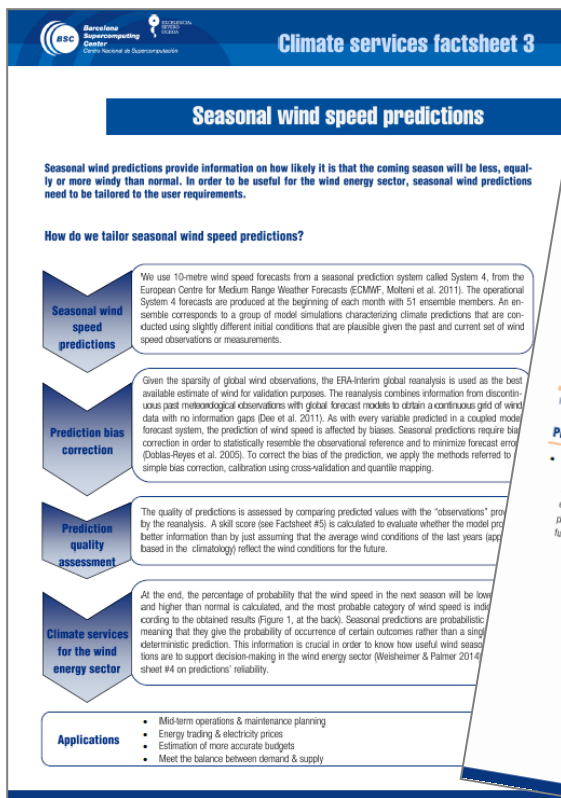 BSC
Barcelona
Supercomputing
Center
Centro Nacional de Supercomputación
EXCELENCIA
SEVERO
OCHOA
Climate services factsheet 3
Seasonal wind speed predictions
Seasonal wind predictions provide information on how likely it is that the coming season will be less, equal-
ly or more windy than normal. In order to be useful for the wind energy sector, seasonal wind predictions
need to be tailored to the user requirements.
How do we tailor seasonal wind speed predictions?
Seasonal wind
speed
predictions
We use 10-metre wind speed forecasts from a seasonal prediction system called System 4, from the
European Centre for Medium Range Weather Forecasts (ECMWF, Molteni et al. 2011). The operational
System 4 forecasts are produced at the beginning of each month with 51 ensemble members. An en-
semble corresponds to a group of model simulations characterizing climate predictions that are con-
ducted using slightly different initial conditions that are plausible given the past and current set of wind
speed observations or measurements.
Prediction bias
correction
Given the sparsity of global wind observations, the ERA-Interim global reanalysis is used as the best
available estimate of wind for validation purposes. The reanalysis combines information from discontin-
uous past meteorological observations with global forecast models to obtain a continuous grid of wind
data with no information gaps (Dee et al. 2011). As with every variable predicted in a coupled model
forecast system, the prediction of wind speed is affected by biases. Seasonal predictions require bias
correction in order to statistically resemble the observational reference and to minimize forecast error
(Doblas-Reyes et al. 2005). To correct the bias of the prediction, we apply the methods referred to
simple bias correction, calibration using cross-validation and quantile mapping.
Prediction
quality
assessment
The quality of predictions is assessed by comparing predicted values with the “observations” prov
by the reanalysis. A skill score (see Factsheet #5) is calculated to evaluate whether the model pro
better information than by just assuming that the average wind conditions of the last years (app
based in the climatology) reflect the wind conditions for the future.
Climate services
for the wind
energy sector
At the end, the percentage of probability that the wind speed in the next season will be lowe
and higher than normal is calculated, and the most probable category of wind speed is indic
cording to the obtained results (Figure 1, at the back). Seasonal predictions are probabilistic
meaning that they give the probability of occurrence of certain outcomes rather than a singl
deterministic prediction. This information is crucial in order to know how useful wind seaso
tions are to support decision-making in the wind energy sector (Weisheimer & Palmer 2014)
sheet #4 on predictions' reliability.
Applications
• Mid-term operations & maintenance planning
• Energy trading & electricity prices
• Estimation of more accurate budgets
• Meet the balance between demand & supply